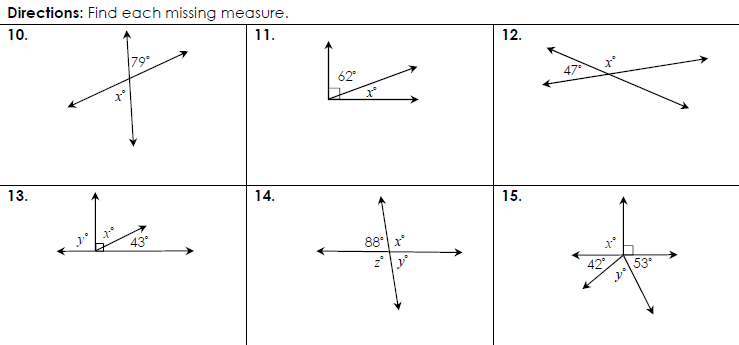 Directions: Find each missing measure.
10. 11. 12.
79° 62° 47° x°
x° x°
13. 14. 15.
y° x° 43° 88° x° x°
z° y° 42° y° 53°